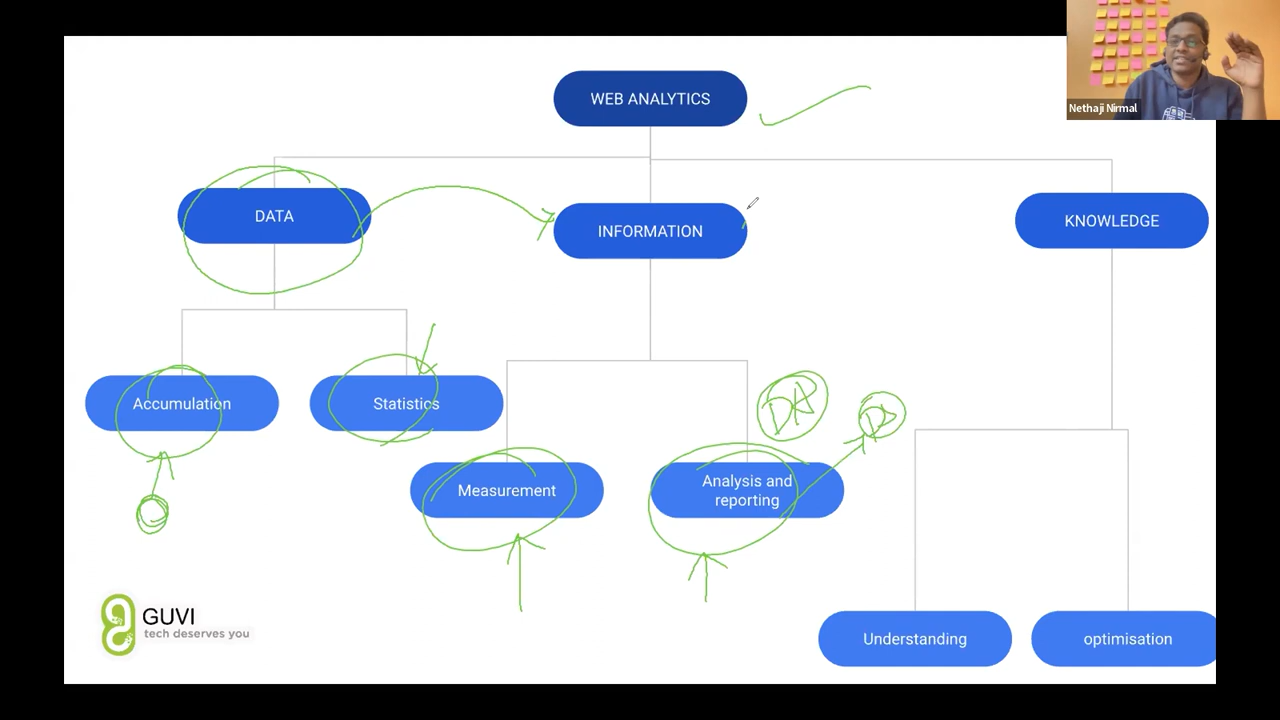 WEB ANALYTICS
Nethaji Nirmal
DATA
INFORMATION
KNOWLEDGE
Accumulation
Statistics
Measurement
Analysis and
reporting
DA
D
Understanding
optimisation
GUVI
tech deserves you